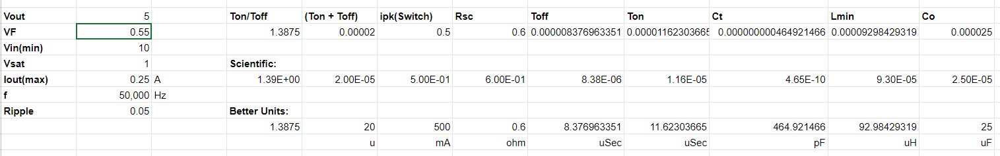 Vout 5 Ton/Toff (Ton + Toff) ipk(Switch) Rsc Toff Ton Ct Lmin Co
VF 0.55 1.3875 0.00002 0.5 0.6 0.000008376963351 0.00001162303665 0.000000000464921466 0.00009298429319 0.000025
Vin(min) 10
Vsat 1 Scientific:
Iout(max) 0.25 A 1.39E+00 2.00E-05 5.00E-01 6.00E-01 8.38E-06 1.16E-05 4.65E-10 9.30E-05 2.50E-05
f 50,000 Hz
Ripple 0.05 Better Units:
1.3875 20 500 0.6 8.376963351 11.62303665 464.921466 92.98429319 25
u mA ohm uSec uSec pF uH uF